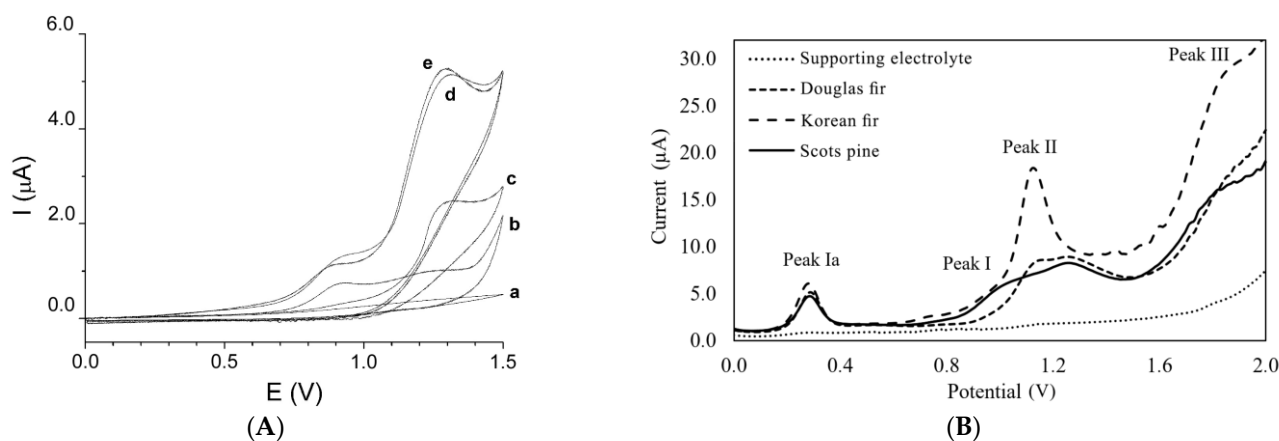 6.0
4.0
2.0
0.0
I (μA)
e
d
c
b
a
0.0 0.5 1.0 1.5
E (V)
(A)
30.0
25.0
20.0
15.0
10.0
5.0
0.0
Current (μA)
Supporting electrolyte
Douglas fir
Korean fir
Scots pine
Peak III
Peak II
Peak I
Peak Ia
0.0 0.4 0.8 1.2 1.6 2.0
Potential (V)
(B)